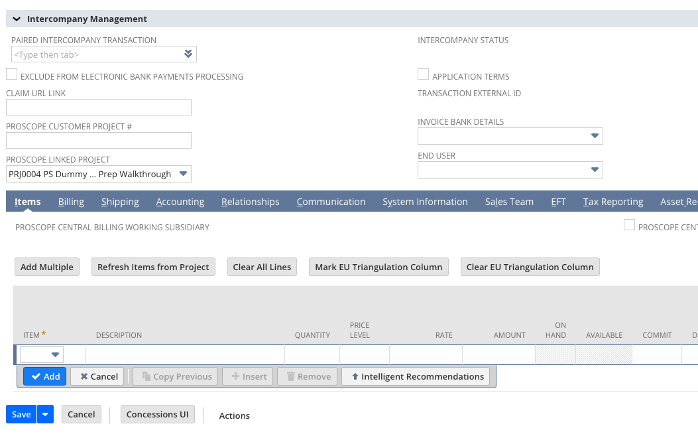 Intercompany Management
PAIRED INTERCOMPANY TRANSACTION
<Type then tab>
INTERCOMPANY STATUS
EXCLUDE FROM ELECTRONIC BANK PAYMENTS PROCESSING
APPLICATION TERMS
CLAIM URL LINK
TRANSACTION EXTERNAL ID
PROSCOPE CUSTOMER PROJECT #
INVOICE BANK DETAILS
PROSCOPE LINKED PROJECT
PRJ0004 PS Dummy ... Prep Walkthrough
END USER
Items Billing Shipping Accounting Relationships Communication System Information Sales Team EFT Tax Reporting Asset Re
PROSCOPE CENTRAL BILLING WORKING SUBSIDIARY
PROSCOPE CENT
Add Multiple Refresh Items from Project Clear All Lines Mark EU Triangulation Column Clear EU Triangulation Column
ITEM * DESCRIPTION QUANTITY PRICE LEVEL RATE AMOUNT ON HAND AVAILABLE COMMIT D
Add Cancel Copy Previous Insert Remove Intelligent Recommendations
Save Cancel Concessions UI Actions